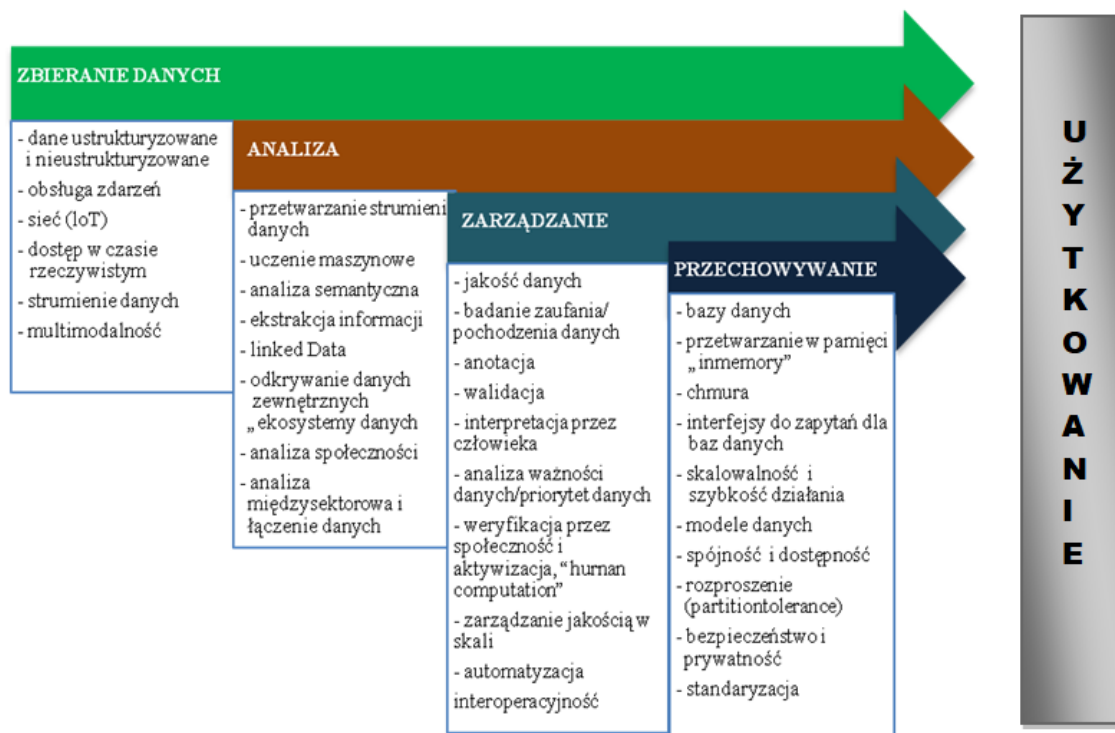 ZBIERANIE DANYCH
- dane ustrukturyzowane
i nieustrukturyzowane
- obsługa zdarzeń
- sieć (IoT)
- dostęp w czasie
rzeczywistym
- strumienie danych
- multimodalność
ANALIZA
- przetwarzanie strumieni
danych
- uczenie maszynowe
- analiza semantyczna
- ekstrakcja informacji
- linked Data
- odkrywanie danych
zewnętrznych
„ekosystemy danych
- analiza społeczności
- analiza
międzysektorowa i
łączenie danych
ZARZĄDZANIE
- jakość danych
- badanie zaufania/
pochodzenia danych
- anotacja
- walidacja
- interpretacja przez
człowieka
- analiza ważności
danych/priorytet danych
- weryfikacja przez
społeczność i
aktywizacja, “human
computation”
- zarządzanie jakością w
skali
- automatyzacja
interoperacyjność
PRZECHOWYWANIE
- bazy danych
- przetwarzanie w pamięci
„inmemory”
- chmura
- interfejsy do zapytań dla
baz danych
- skalowalność i
szybkość działania
- modele danych
- spójność i dostępność
- rozproszenie
(partitiontolerance)
- bezpieczeństwo i
prywatność
- standaryzacja
UŻYTKOWANIE